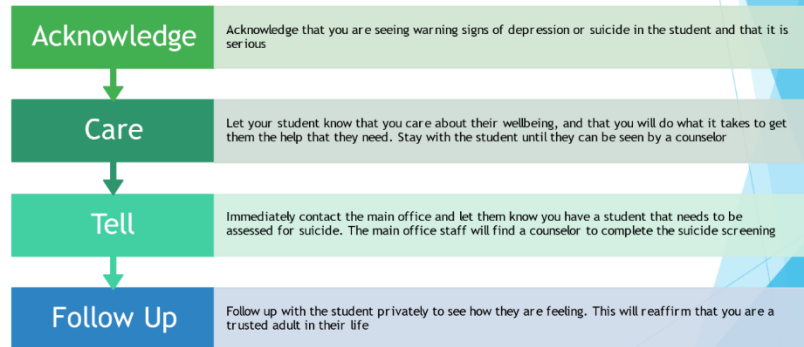 Acknowledge
Acknowledge that you are seeing warning signs of depression or suicide in the student and that it is
serious
Care
Let your student know that you care about their wellbeing, and that you will do what it takes to get
them the help that they need. Stay with the student until they can be seen by a counselor
Tell
Immediately contact the main office and let them know you have a student that needs to be
assessed for suicide. The main office staff will find a counselor to complete the suicide screening
Follow Up
Follow up with the student privately to see how they are feeling. This will reaffirm that you are a
trusted adult in their life